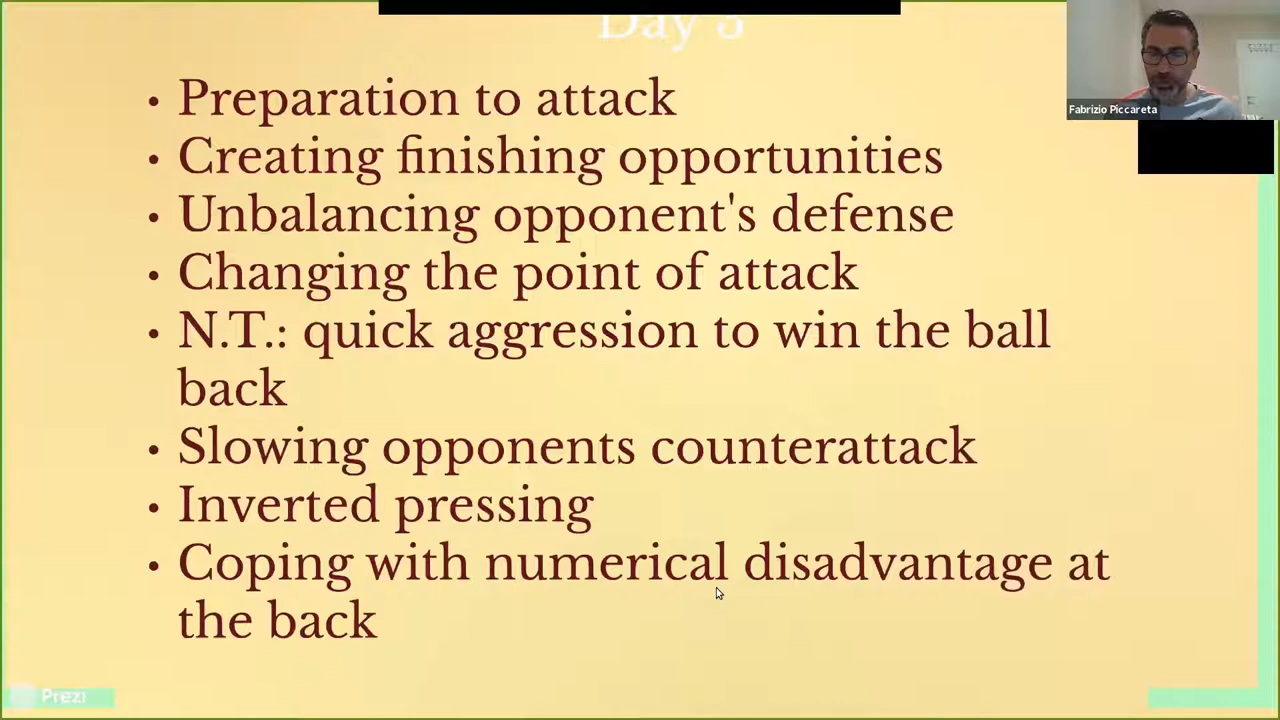 Day 3
Fabrizio Piccareta
• Preparation to attack
• Creating finishing opportunities
• Unbalancing opponent's defense
• Changing the point of attack
• N.T.: quick aggression to win the ball
back
• Slowing opponents counterattack
• Inverted pressing
• Coping with numerical disadvantage at
the back
Prezi